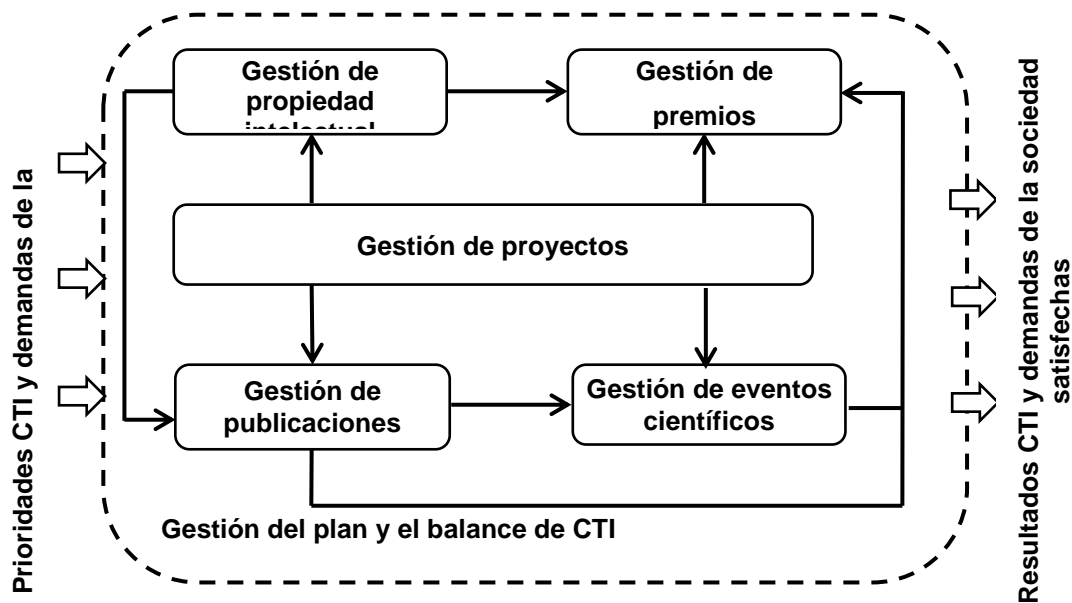 Prioridades CTI y demandas de la
Gestión de
propiedad
intelectual
Gestión de
premios
Gestión de proyectos
Gestión de
publicaciones
Gestión de eventos
científicos
Gestión del plan y el balance de CTI
Resultados CTI y demandas de la sociedad
satisfechas